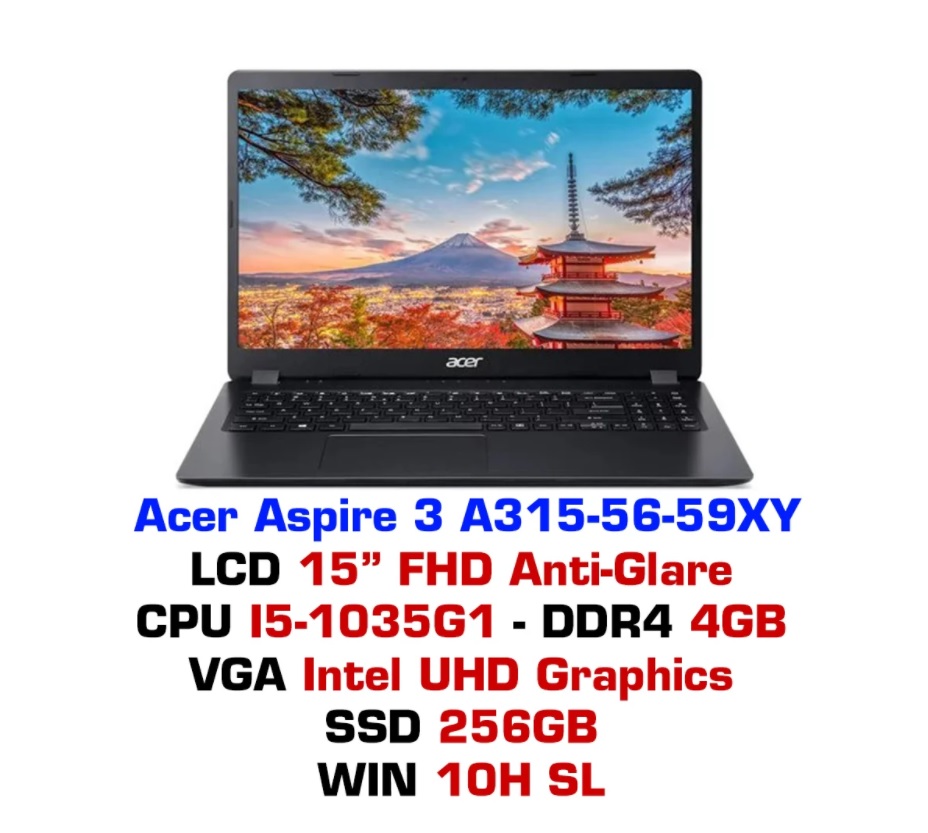 acer
Acer Aspire 3 A315-56-59XY
LCD 15” FHD Anti-Glare
CPU I5-1035G1 - DDR4 4GB
VGA Intel UHD Graphics
SSD 256GB
WIN 10H SL